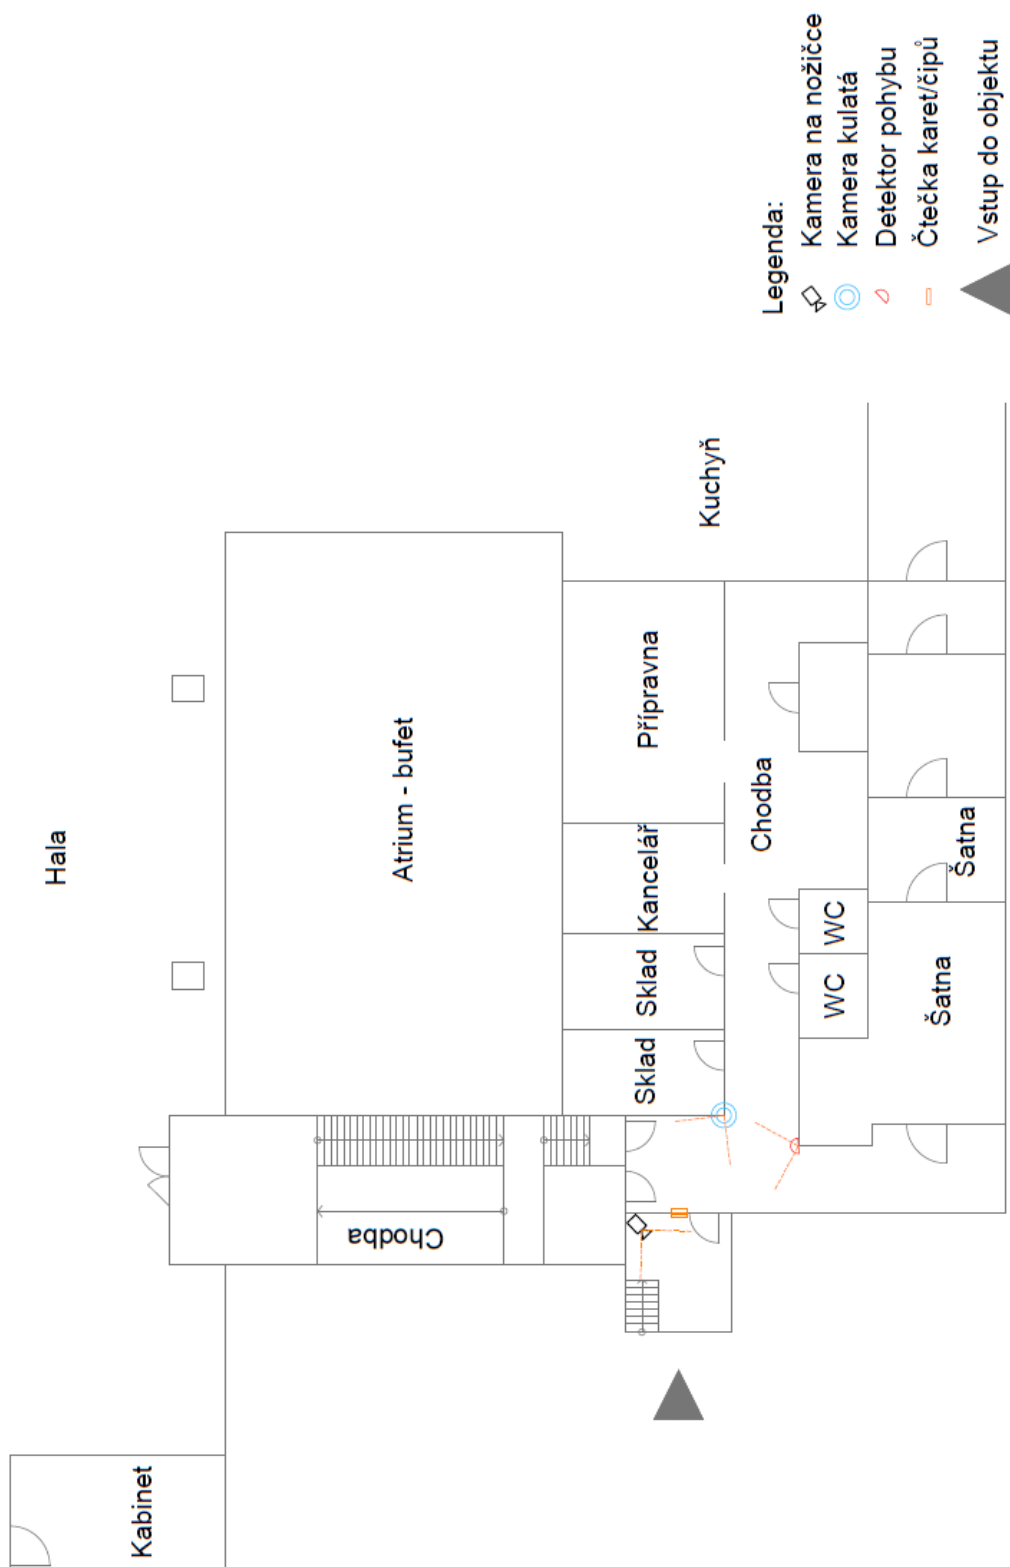 Hala
Kabinet
Chodba
Atrium - bufet
Sklad
Sklad
Kancelář
Přípravna
Kuchyň
Chodba
WC
WC
Šatna
Šatna
Legenda:
Kamera na nožičce
Kamera kulatá
Detektor pohybu
Čtečka karet/čipů
Vstup do objektu